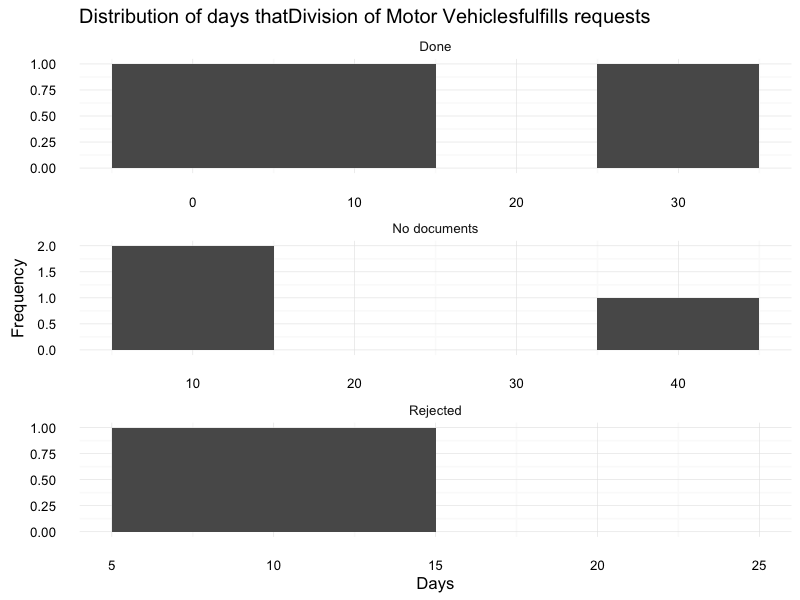 Distribution of days thatDivision of Motor Vehiclesfulfills requests
Done
1.00
0.75
0.50
0.25
0.00
0 10 20 30
No documents
2.0
1.5
1.0
0.5
0.0
10 20 30 40
Frequency
Rejected
1.00
0.75
0.50
0.25
0.00
5 10 15 20 25
Days